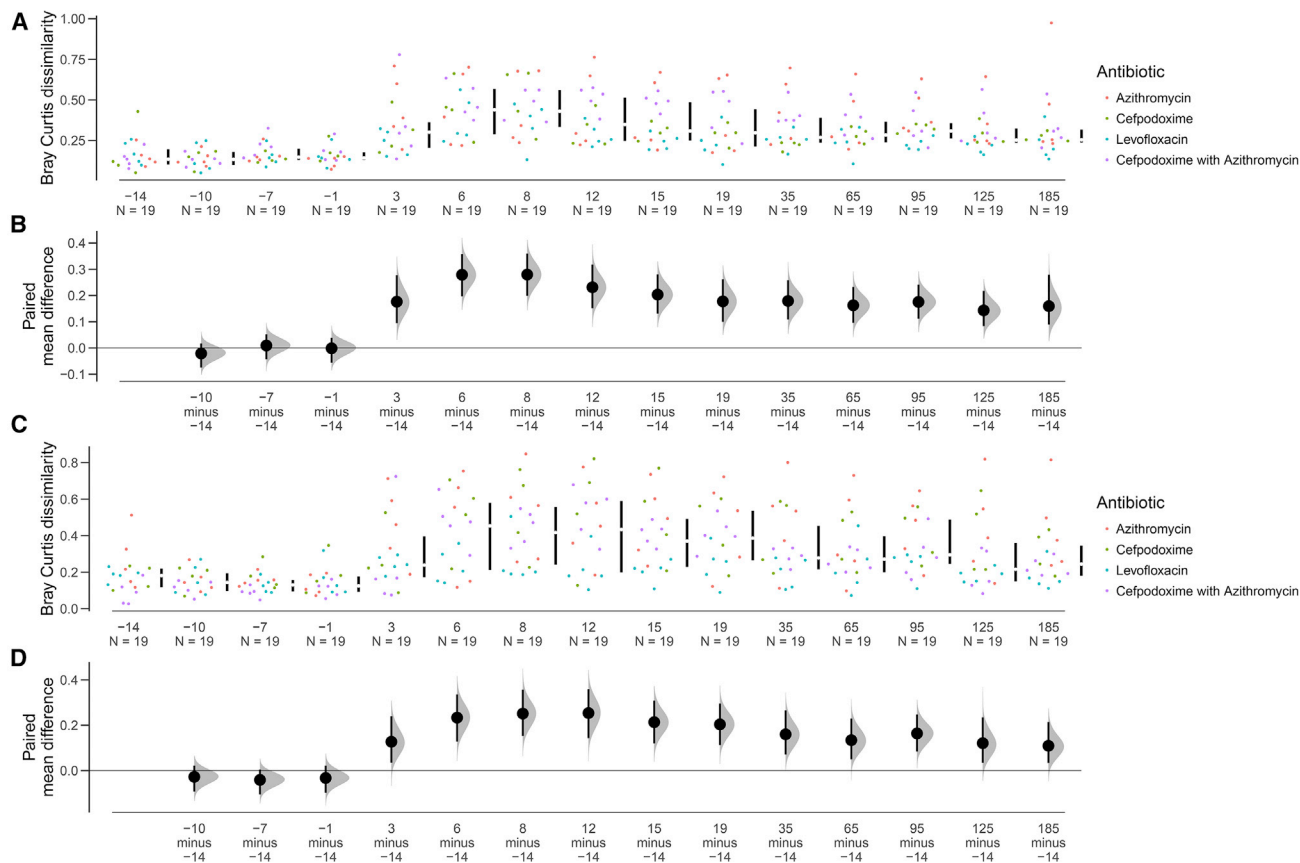 A
Bray Curtis dissimilarity
1.00
0.75
0.50
0.25
−14 −10 −7 −1 3 6 8 12 15 19 35 65 95 125 185
N = 19 N = 19 N = 19 N = 19 N = 19 N = 19 N = 19 N = 19 N = 19 N = 19 N = 19 N = 19 N = 19 N = 19 N = 19
Antibiotic
Azithromycin
Cefpodoxime
Levofloxacin
Cefpodoxime with Azithromycin
B
Paired
mean difference
0.4
0.3
0.2
0.1
0.0
−0.1
−10 −7 −1 3 6 8 12 15 19 35 65 95 125 185
minus minus minus minus minus minus minus minus minus minus minus minus minus minus
−14 −14 −14 −14 −14 −14 −14 −14 −14 −14 −14 −14 −14 −14
C
Bray Curtis dissimilarity
0.8
0.6
0.4
0.2
0.0
−14 −10 −7 −1 3 6 8 12 15 19 35 65 95 125 185
N = 19 N = 19 N = 19 N = 19 N = 19 N = 19 N = 19 N = 19 N = 19 N = 19 N = 19 N = 19 N = 19 N = 19 N = 19
Antibiotic
Azithromycin
Cefpodoxime
Levofloxacin
Cefpodoxime with Azithromycin
D
Paired
mean difference
0.4
0.2
0.0
−10 −7 −1 3 6 8 12 15 19 35 65 95 125 185
minus minus minus minus minus minus minus minus minus minus minus minus minus minus
−14 −14 −14 −14 −14 −14 −14 −14 −14 −14 −14 −14 −14 −14